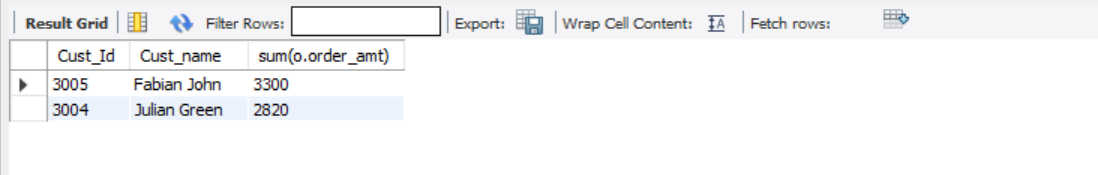 Result Grid Filter Rows: Export: Wrap Cell Content: Fetch rows:
Cust_Id Cust_name sum(o.order_amt)
3005 Fabian John 3300
3004 Julian Green 2820